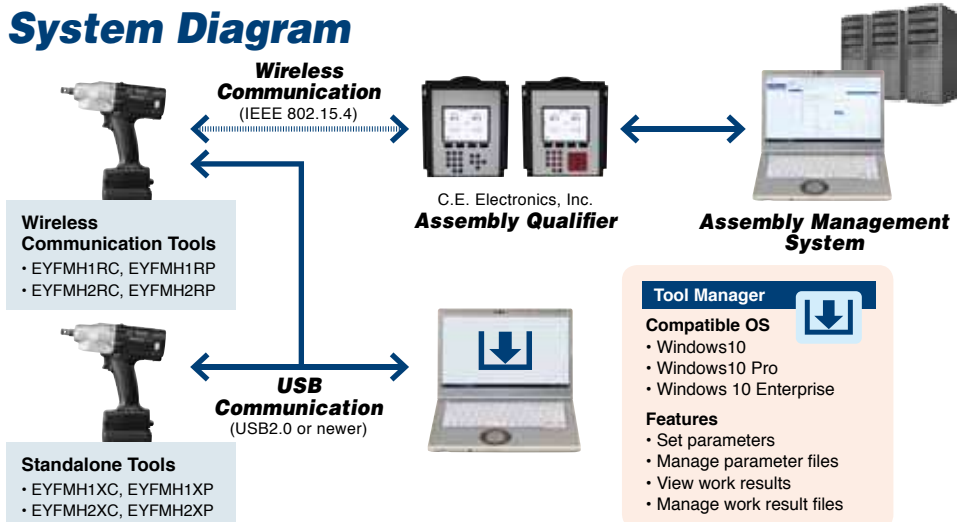 System Diagram
Wireless
Communication
(IEEE 802.15.4)
C.E. Electronics, Inc.
Assembly Qualifier
Assembly Management
System
Wireless
Communication Tools
• EYFMH1RC, EYFMH1RP
• EYFMH2RC, EYFMH2RP
USB
Communication
(USB2.0 or newer)
Standalone Tools
• EYFMH1XC, EYFMH1XP
• EYFMH2XC, EYFMH2XP
Tool Manager
Compatible OS
• Windows10
• Windows10 Pro
• Windows 10 Enterprise
Features
• Set parameters
• Manage parameter files
• View work results
• Manage work result files